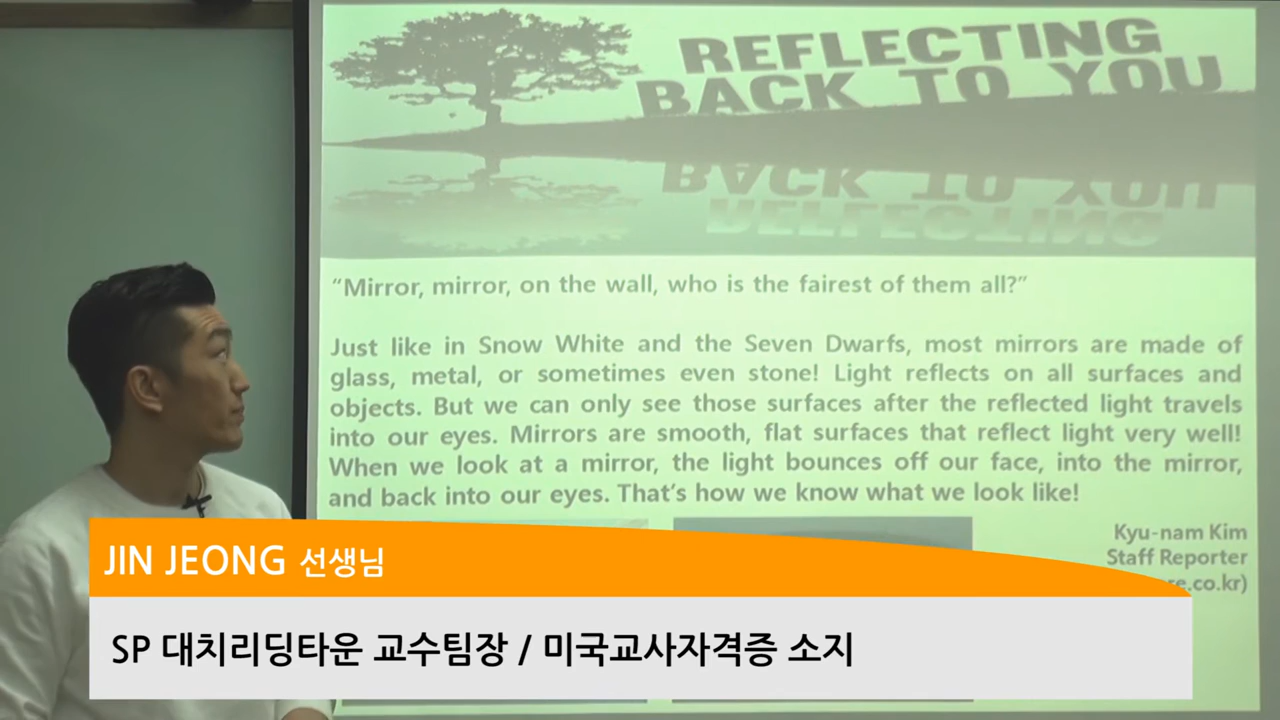 REFLECTING
BACK TO YOU
BACK TO YOU
REFLECTING
“Mirror, mirror, on the wall, who is the fairest of them all?”
Just like in Snow White and the Seven Dwarfs, most mirrors are made of
glass, metal, or sometimes even stone! Light reflects on all surfaces and
objects. But we can only see those surfaces after the reflected light travels
into our eyes. Mirrors are smooth, flat surfaces that reflect light very well!
When we look at a mirror, the light bounces off our face, into the mirror,
and back into our eyes. That’s how we know what we look like!
Kyu-nam Kim
Staff Reporter
re.co.kr)
JIN JEONG 선생님
SP 대치리딩타운 교수팀장 / 미국교사자격증 소지